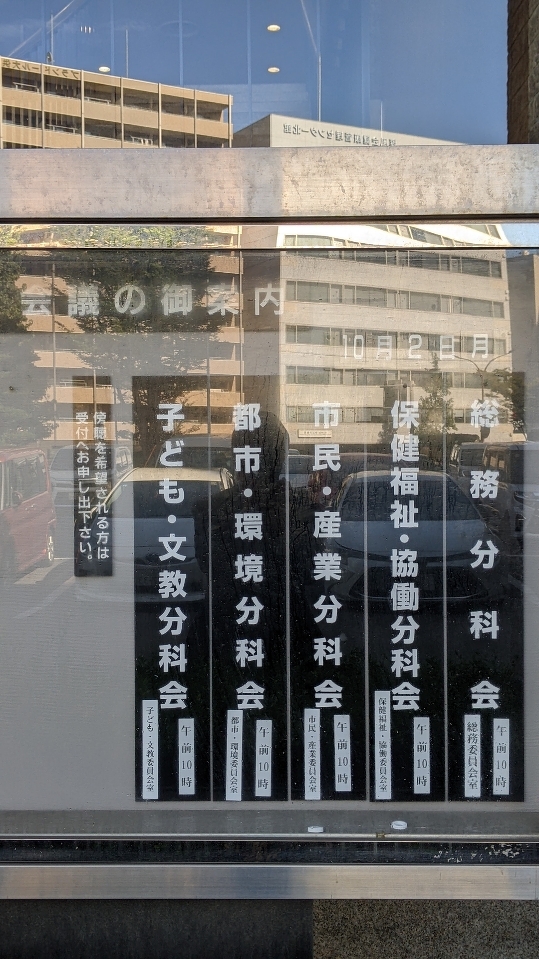 会議の御案内
10月2日月
総務分科会
午前10時
総務委員会室
保健福祉・協働分科会
午前10時
保健福祉・協働委員会室
市民・産業分科会
午前10時
市民・産業委員会室
都市・環境分科会
午前10時
都市・環境委員会室
子ども・文教分科会
午前10時
子ども・文教委員会室
傍聴を希望される方は
受付へお申し出下さい。